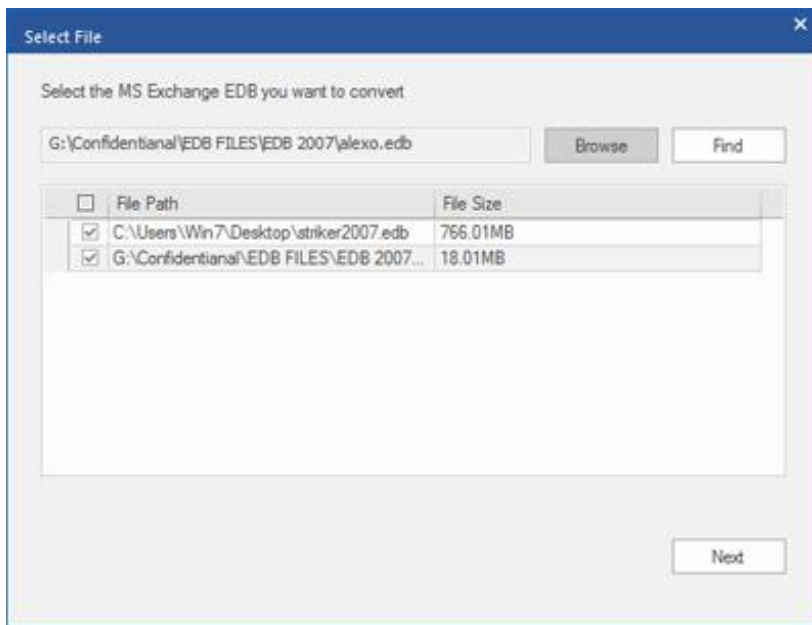 Select File
Select the MS Exchange EDB you want to convert
G:\Confidentianal\EDB FILES\EDB 2007\alexo.edb Browse Find
File Path File Size
C:\Users\Win7\Desktop\striker2007.edb 766.01MB
G:\Confidentianal\EDB FILES\EDB 2007... 18.01MB
Next